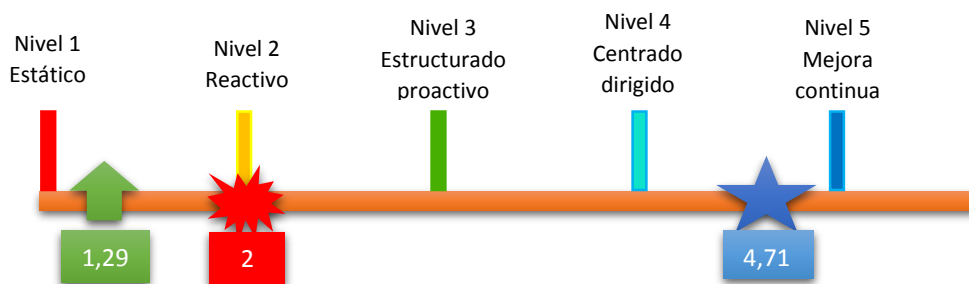 Nivel 1
Estático
Nivel 2
Reactivo
Nivel 3
Estructurado
proactivo
Nivel 4
Centrado
dirigido
Nivel 5
Mejora
continua
1,29
2
4,71